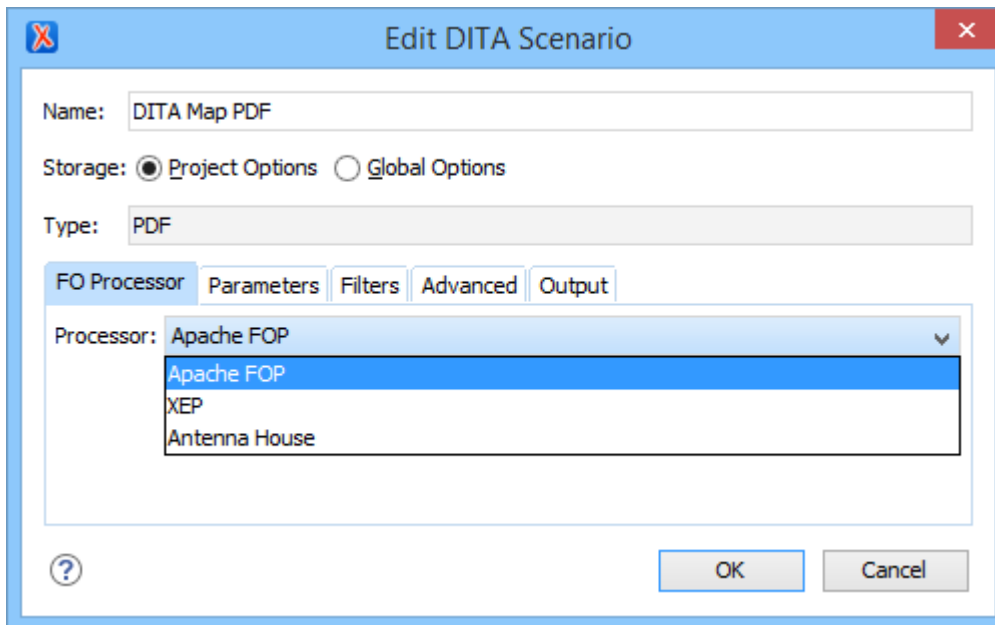 Edit DITA Scenario
Name: DITA Map PDF
Storage: Project Options Global Options
Type: PDF
FO Processor Parameters Filters Advanced Output
Processor: Apache FOP
Apache FOP
XEP
Antenna House
? OK Cancel